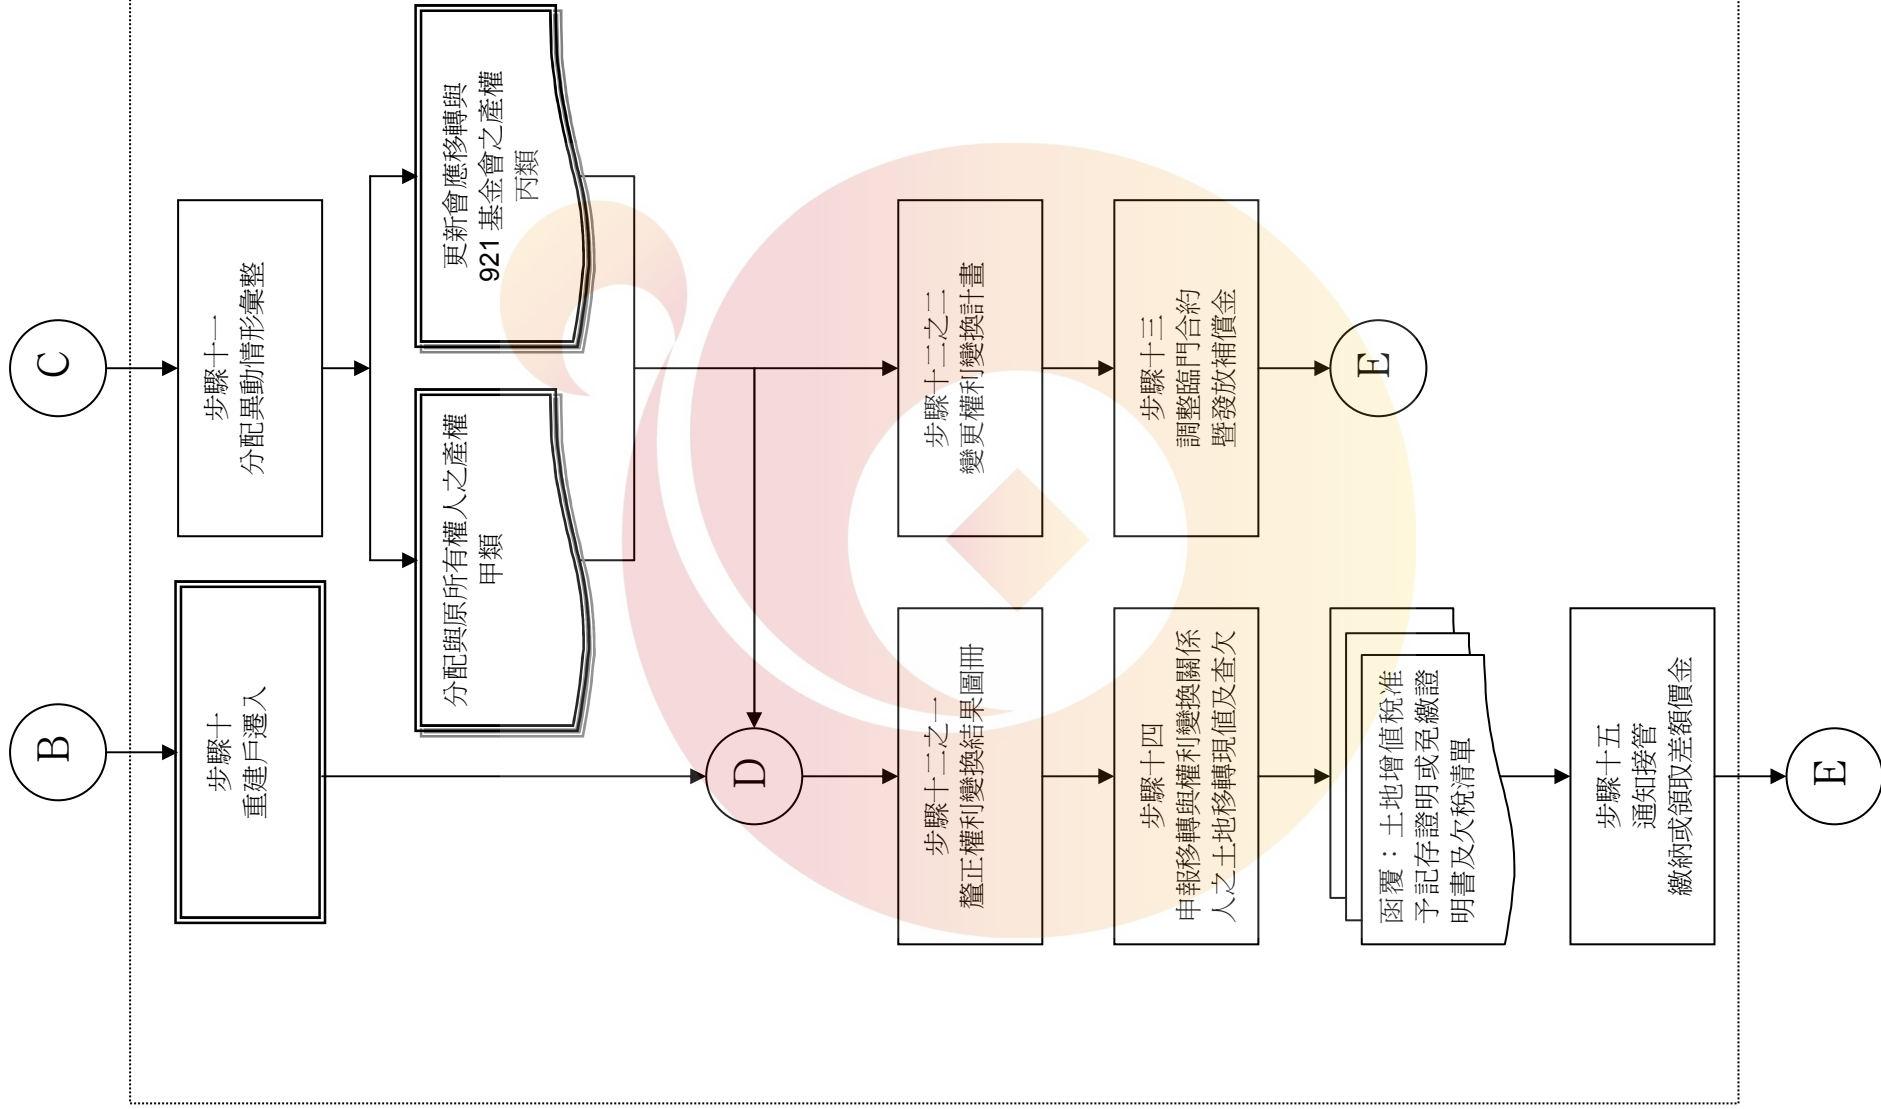 B
步驟十
重建戶遷入
C
步驟十一
分配異動情形彙整
分配與原所有權人之產權
甲類
更新會應移轉與
921 基金會之產權
丙類
D
步驟十二之一
釐正權利變換結果圖冊
步驟十二之二
變更權利變換計畫
步驟十四
申報移轉與權利變換關係
人之土地移轉現值及查欠
步驟十三
調整臨門合約
暨發放補償金
函覆：土地增值稅准
予記存證明或免繳證
明書及欠稅清單
E
步驟十五
通知接管
繳納或領取差額價金
E